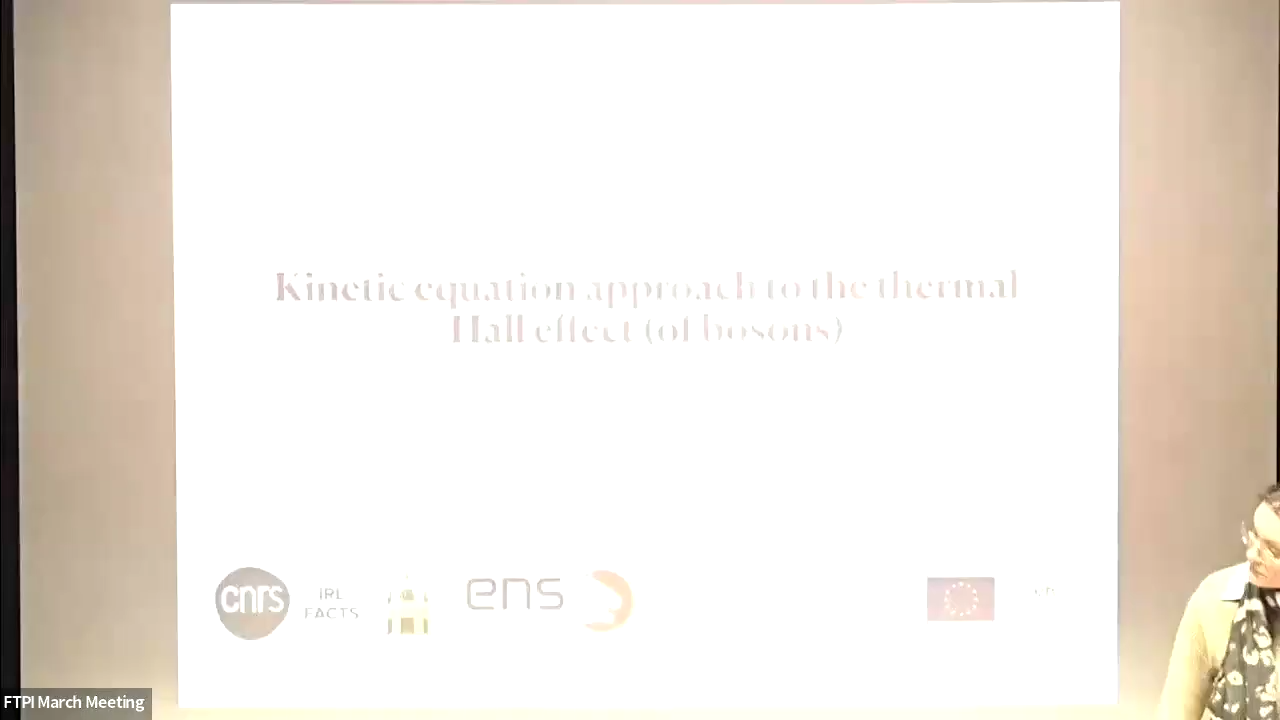 Kinetic equation approach to the thermal
Hall effect (of bosons)
cnrs
IRL
FACTS
ens
FTPI March Meeting